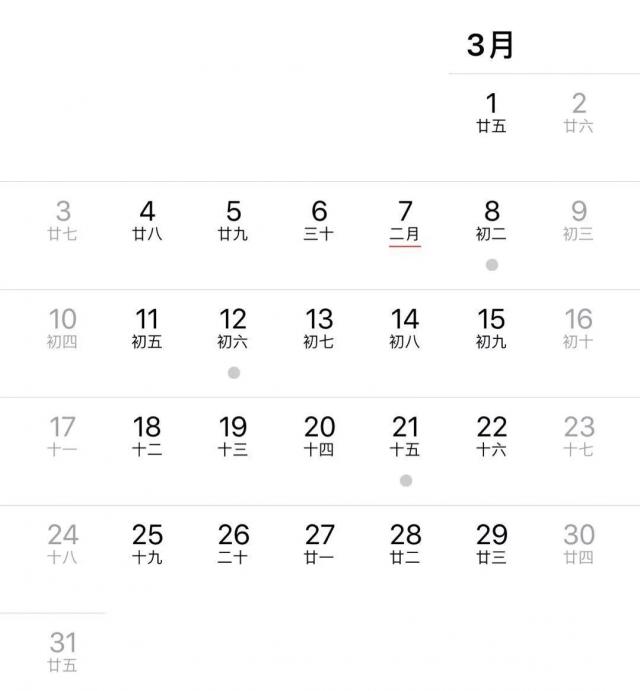 3月
1 2
廿五 廿六
3 4 5 6 7 8 9
廿七 廿八 廿九 三十 二月 初二 初三
10 11 12 13 14 15 16
初四 初五 初六 初七 初八 初九 初十
17 18 19 20 21 22 23
十一 十二 十三 十四 十五 十六 十七
24 25 26 27 28 29 30
十八 十九 二十 廿一 廿二 廿三 廿四
31
廿五